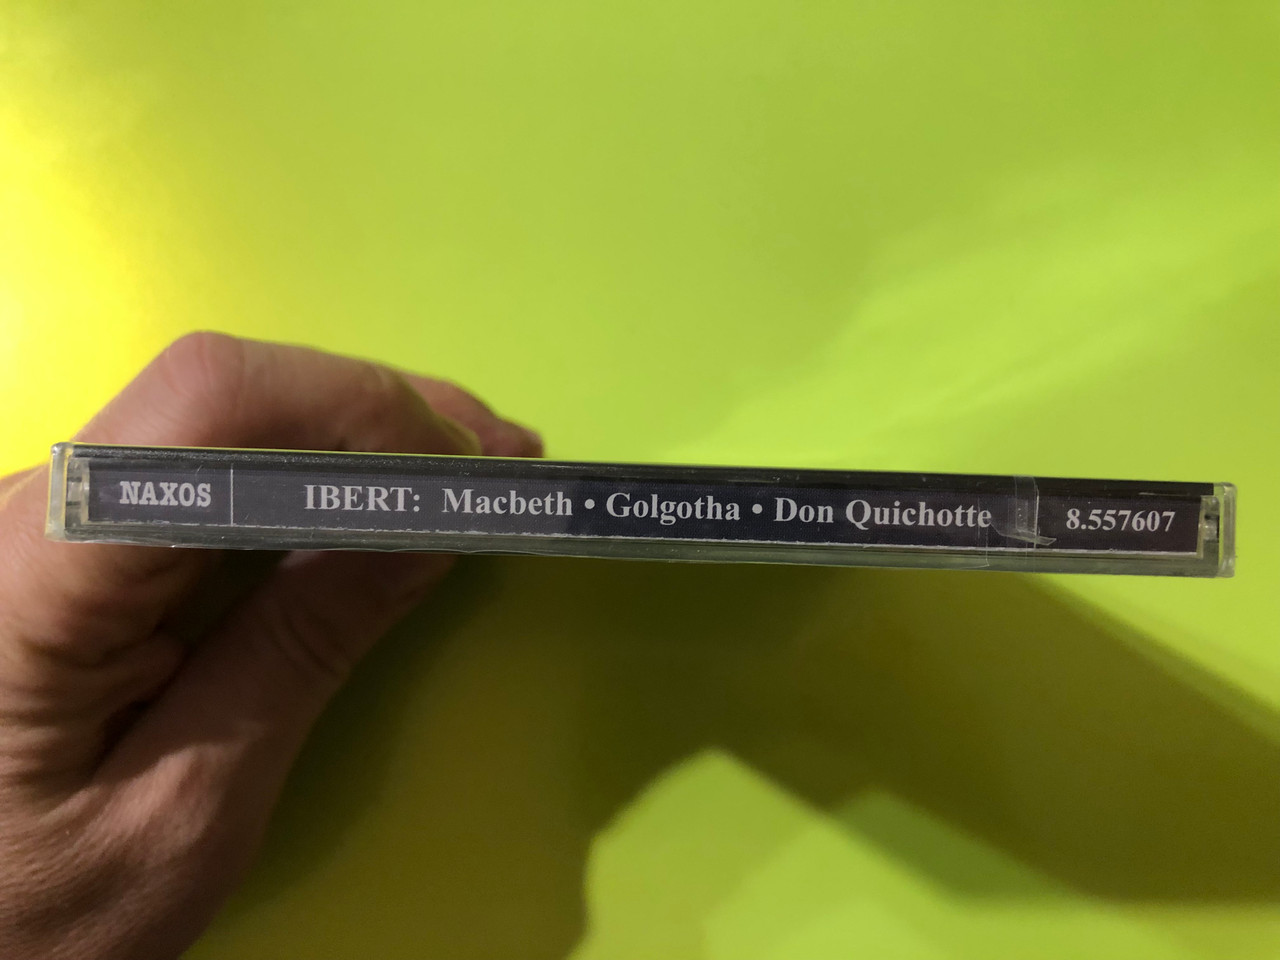 NAXOS IBERT: Macbeth • Golgotha • Don Quichotte 8.557607